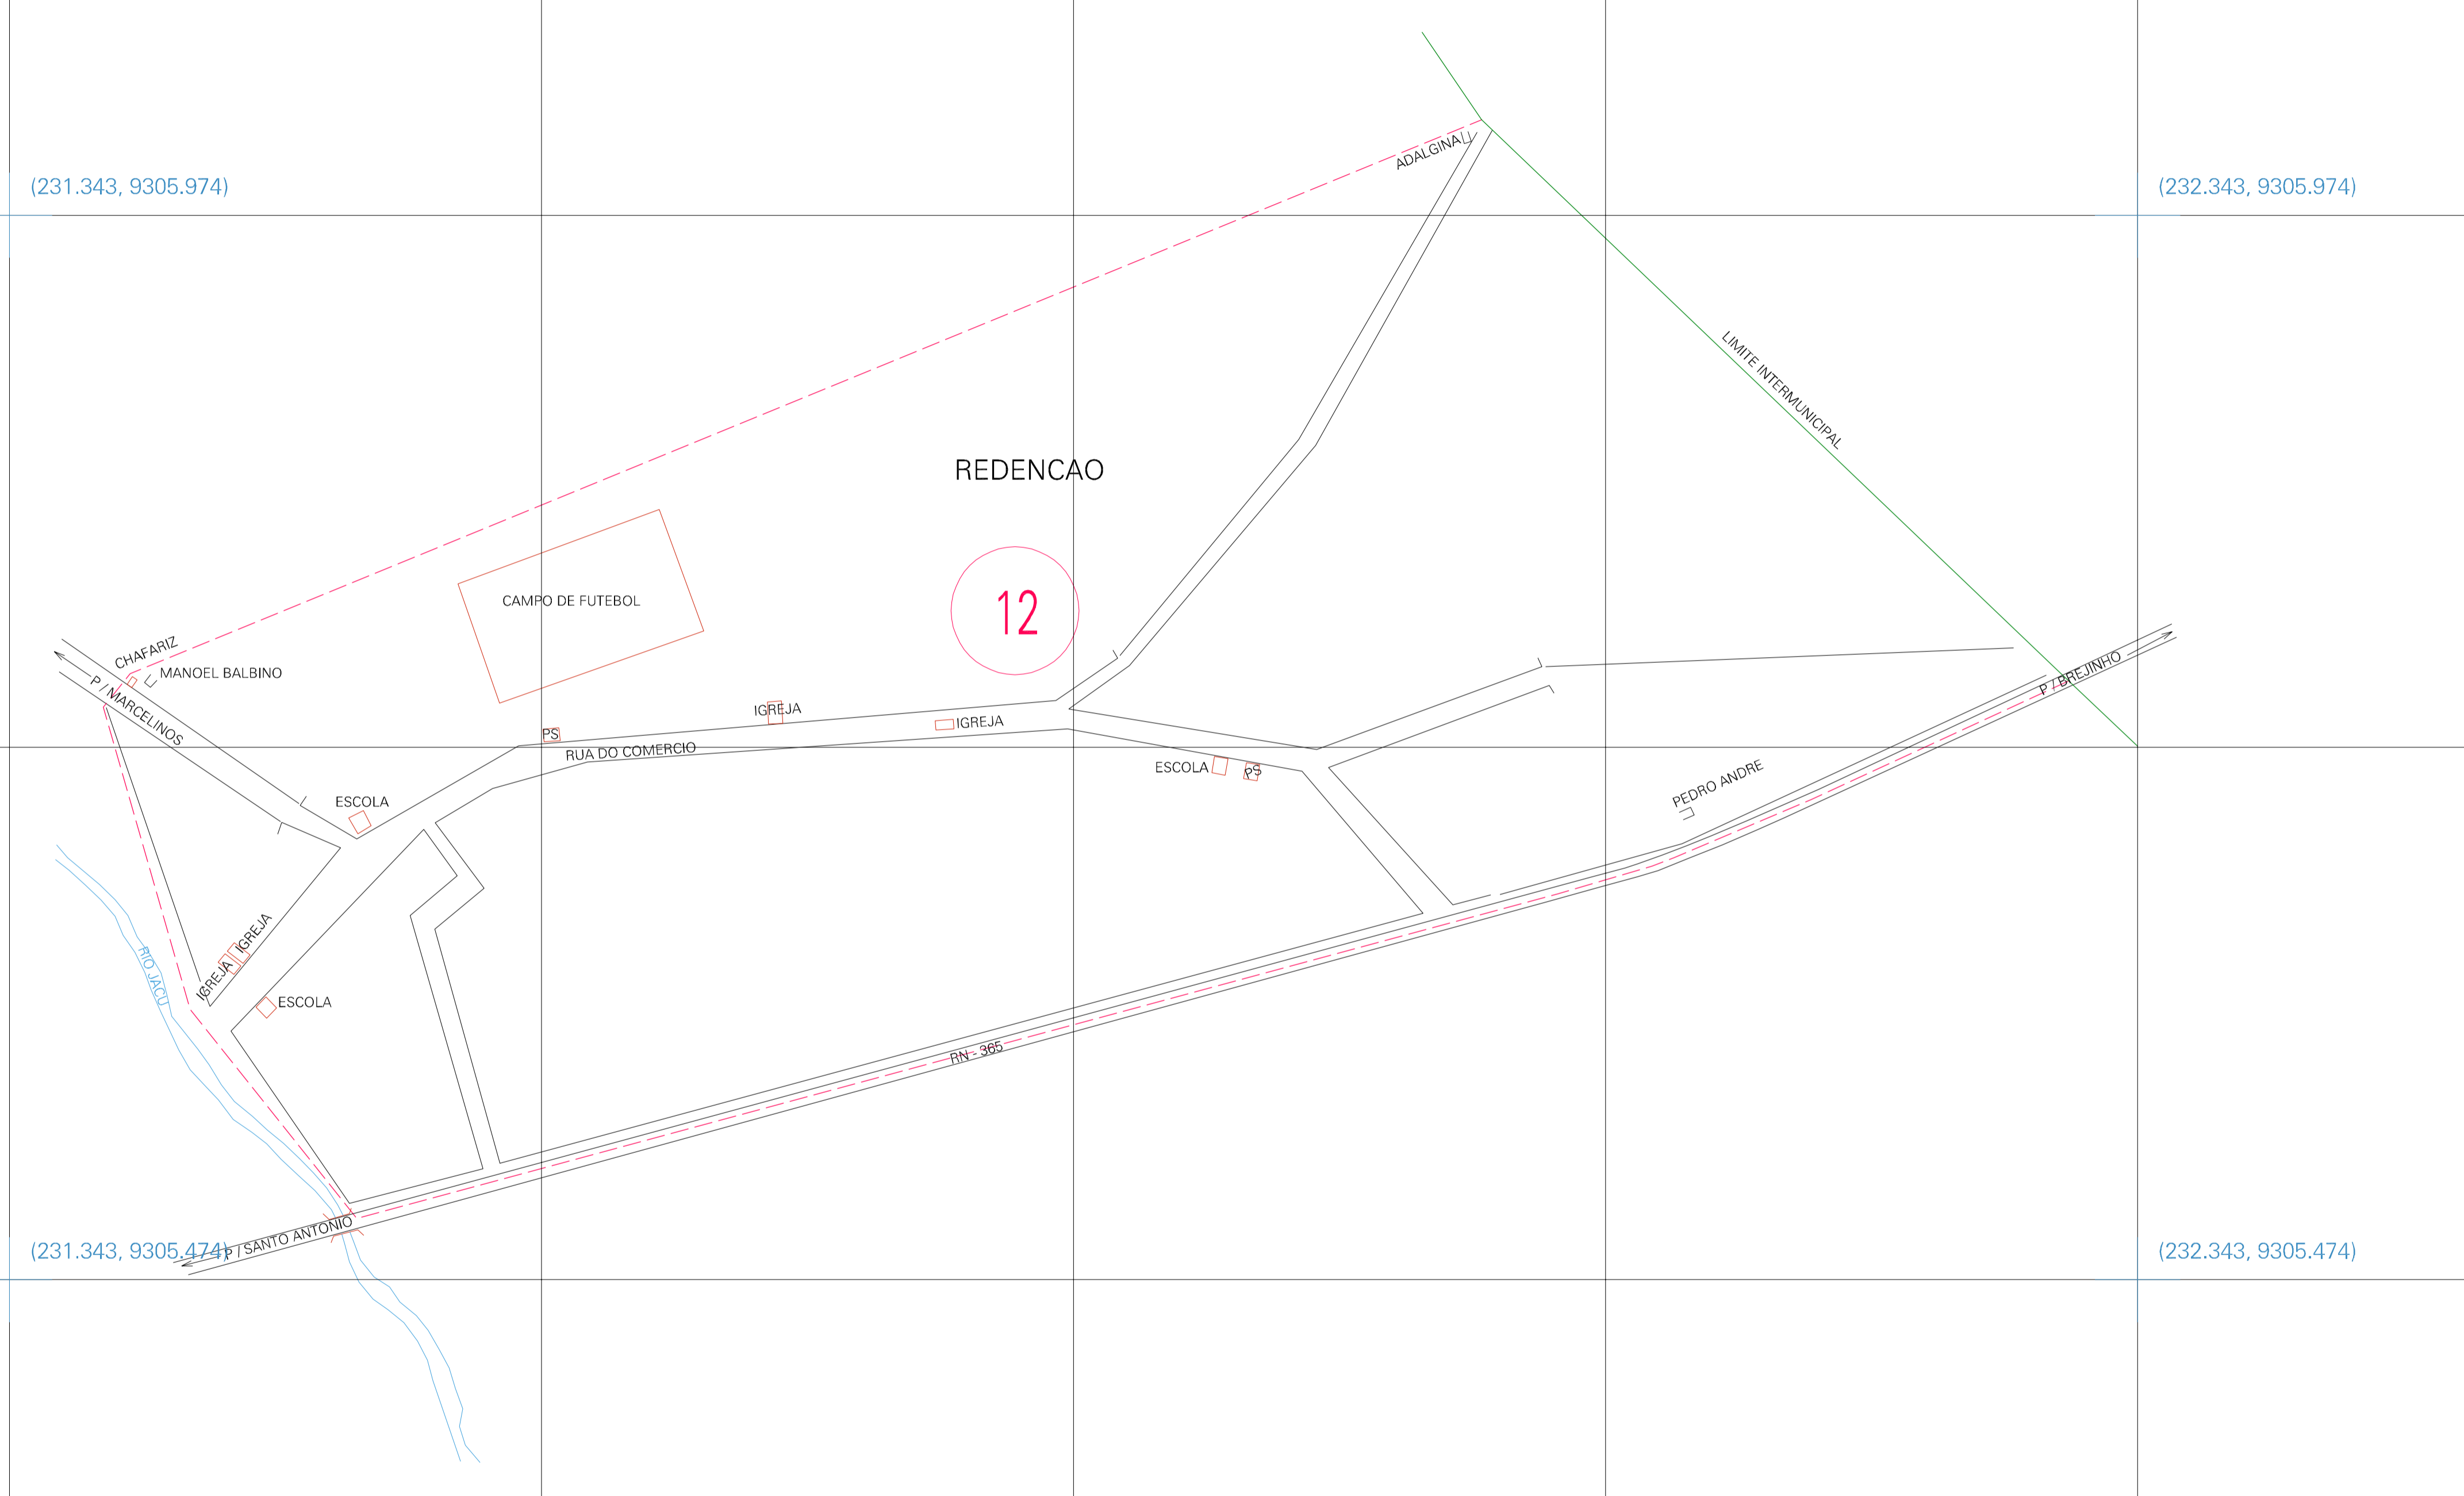 ADALGINA
(231.343, 9305.974)
(232.343, 9305.974)
LIMITE INTERMUNICIPAL
REDENCAO
CAMPO DE FUTEBOL
12
CHAFARIZ
MANOEL BALBINO
P / BREJINHO
P / MARCELINOS
IGREJA
IGREJA
PS
RUA DO COMERCIO
ESCOLA
PS
PEDRO ANDRE
ESCOLA
IGREJA
IGREJA
RIO JACU
ESCOLA
RN - 365
P / SANTO ANTONIO
(231.343, 9305.474)
(232.343, 9305.474)